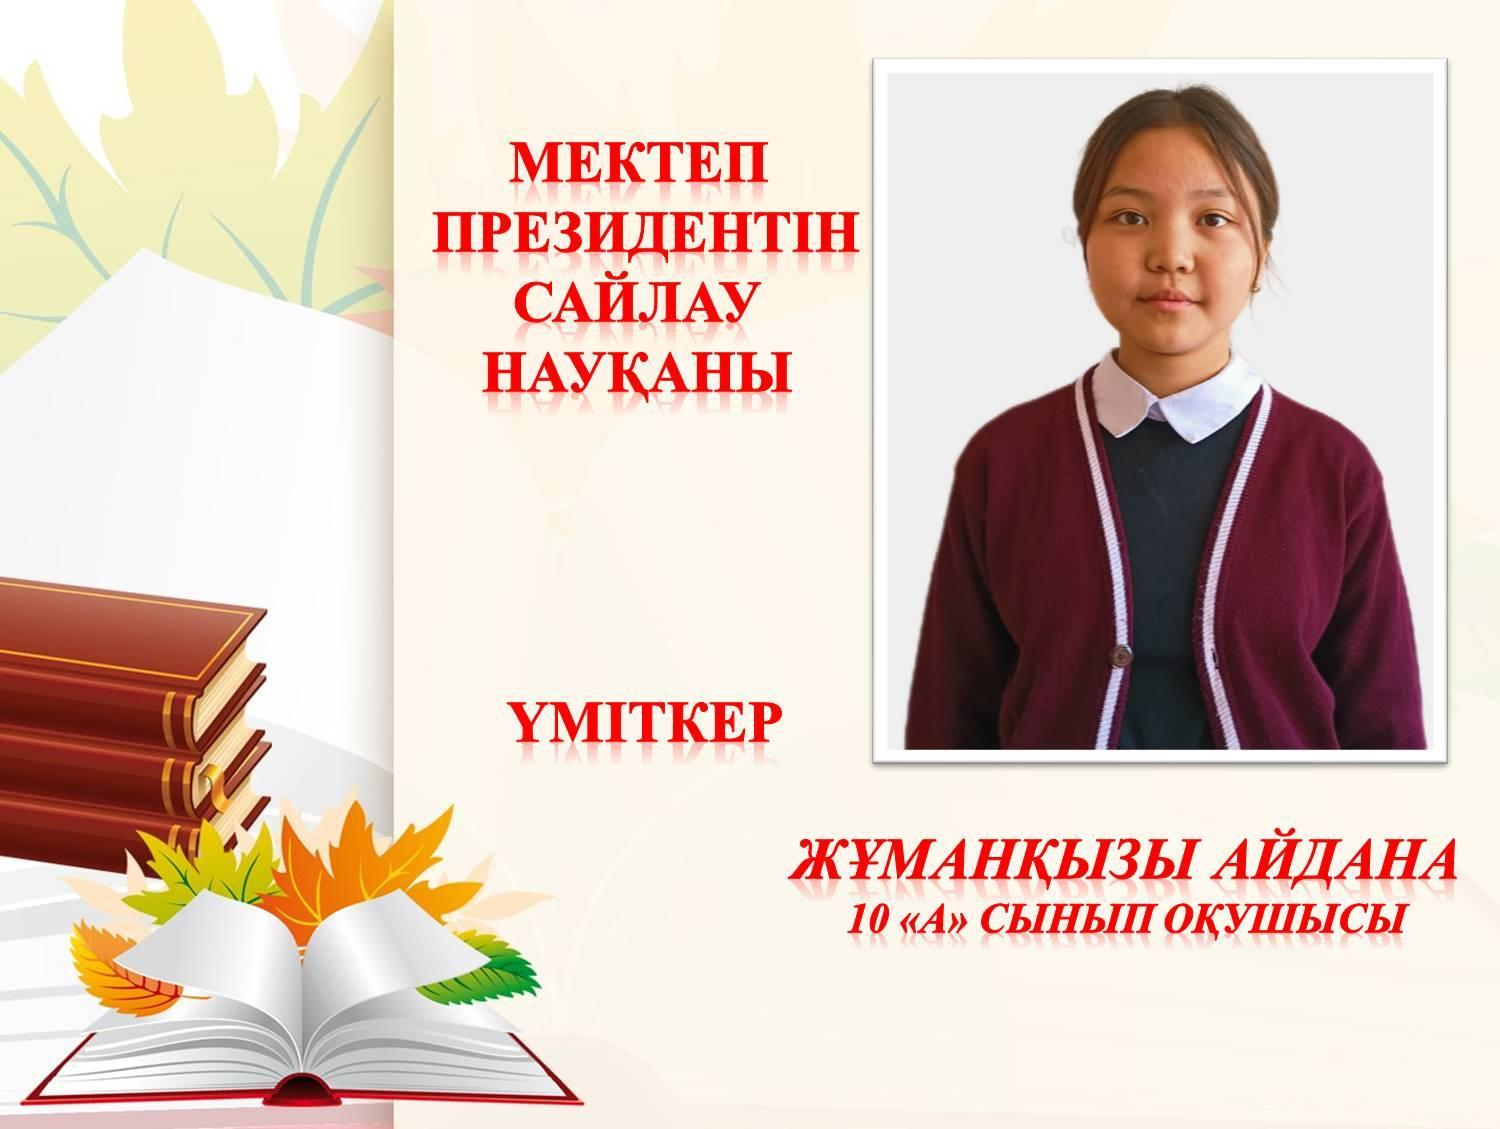 МЕКТЕП
ПРЕЗИДЕНТІН
САЙЛАУ
НАУҚАНЫ
ҮМІТКЕР
ЖҰМАНҚЫЗЫ АЙДАНА
10 «А» СЫНЫП ОҚУШЫСЫ